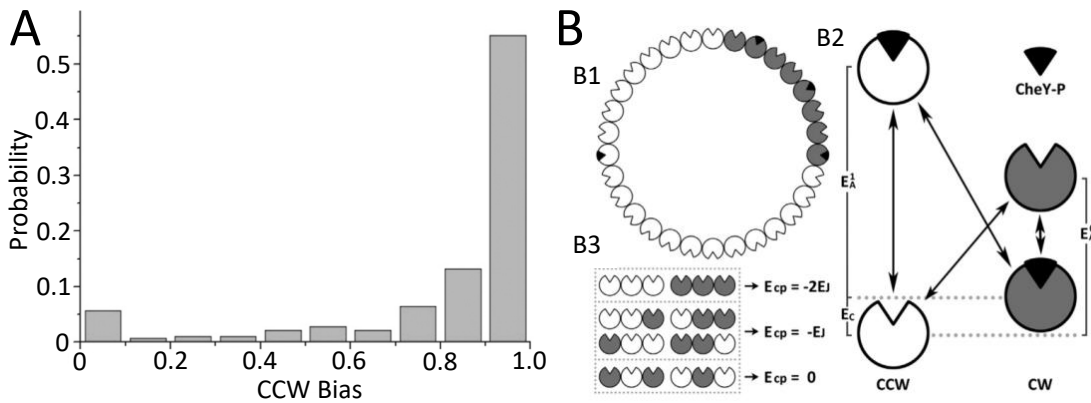 A
Probability
0.5
0.4
0.3
0.2
0.1
0
0 0.2 0.4 0.6 0.8 1.0
CCW Bias
B
B1
B2
CheY-P
E¹A
Ec
CCW CW
B3
Ecp = -2EJ
Ecp = -EJ
Ecp = 0